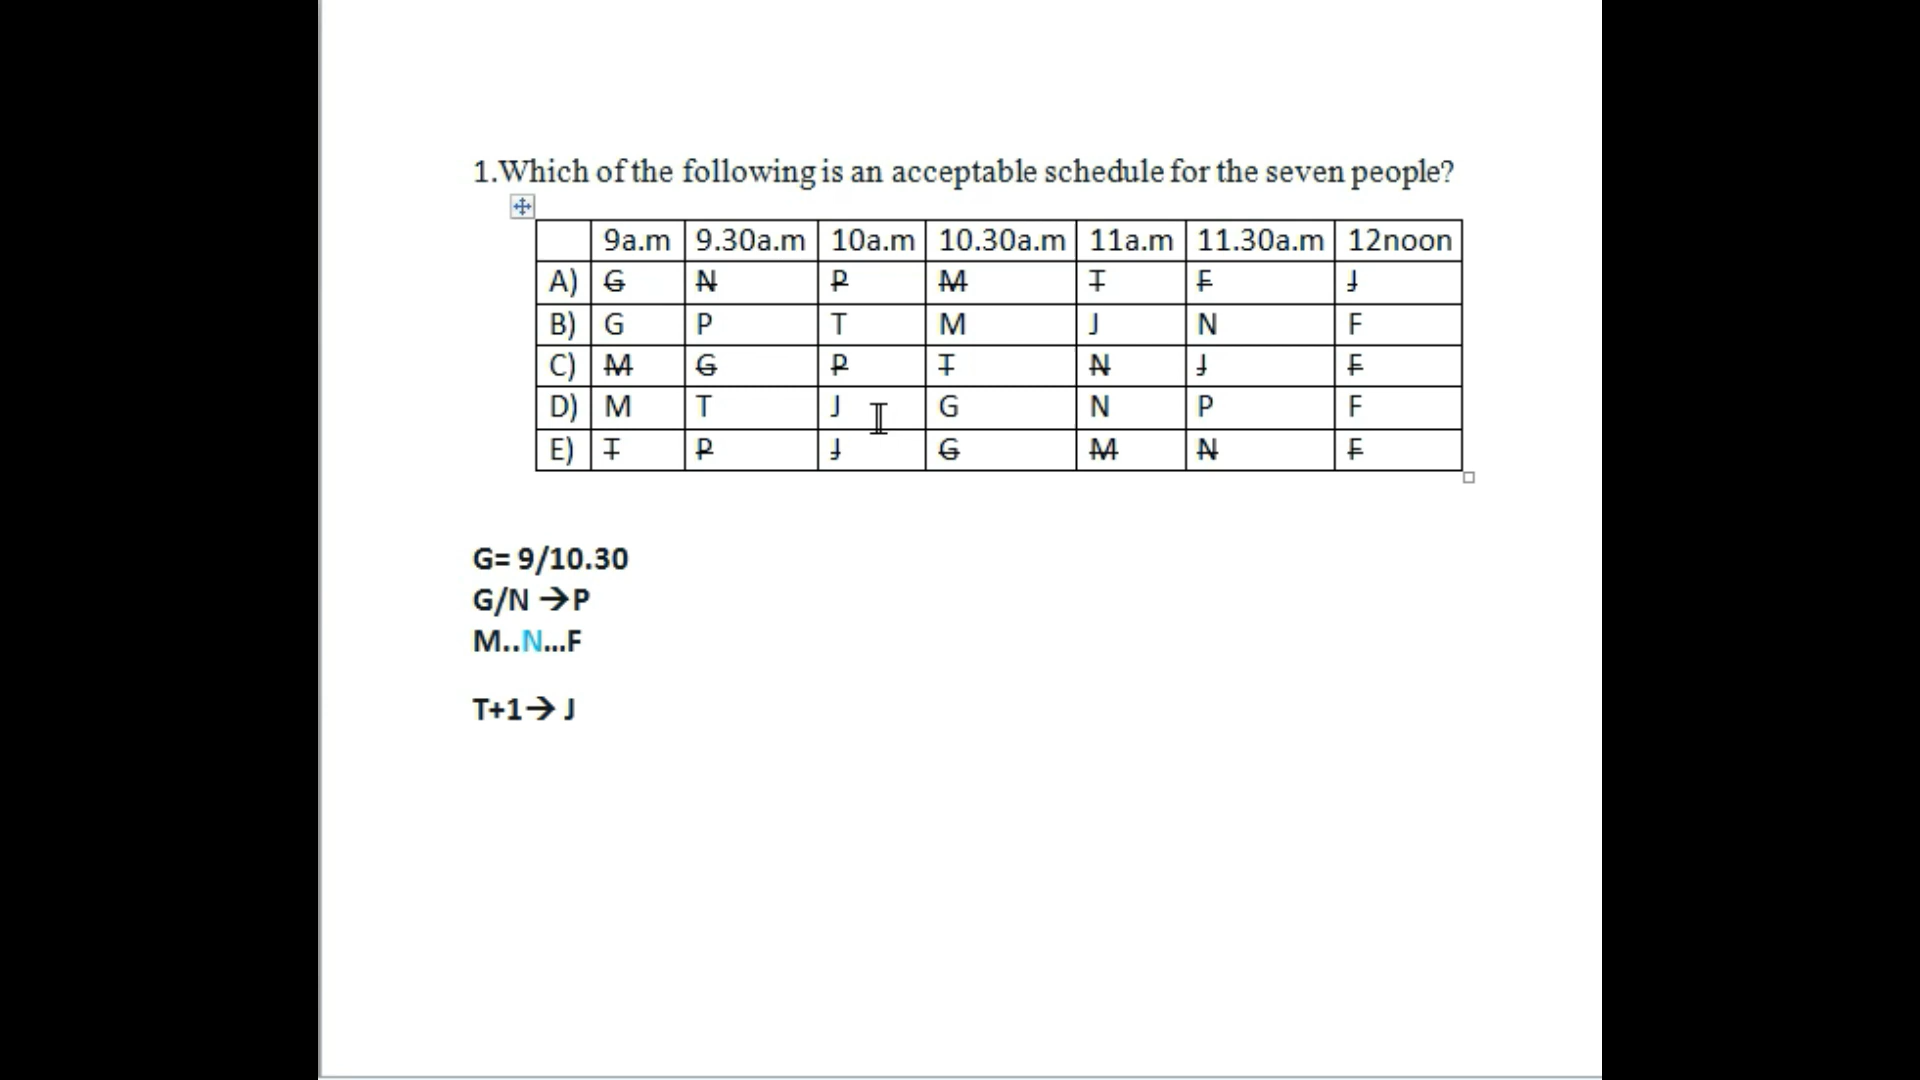 1.Which of the following is an acceptable schedule for the seven people?
9a.m 9.30a.m 10a.m 10.30a.m 11a.m 11.30a.m 12noon
A) G N P M T F J
B) G P T M J N F
C) M G P T N J F
D) M T J G N P F
E) T P J G M N F
G= 9/10.30
G/N →P
M..N...F
T+1→ J